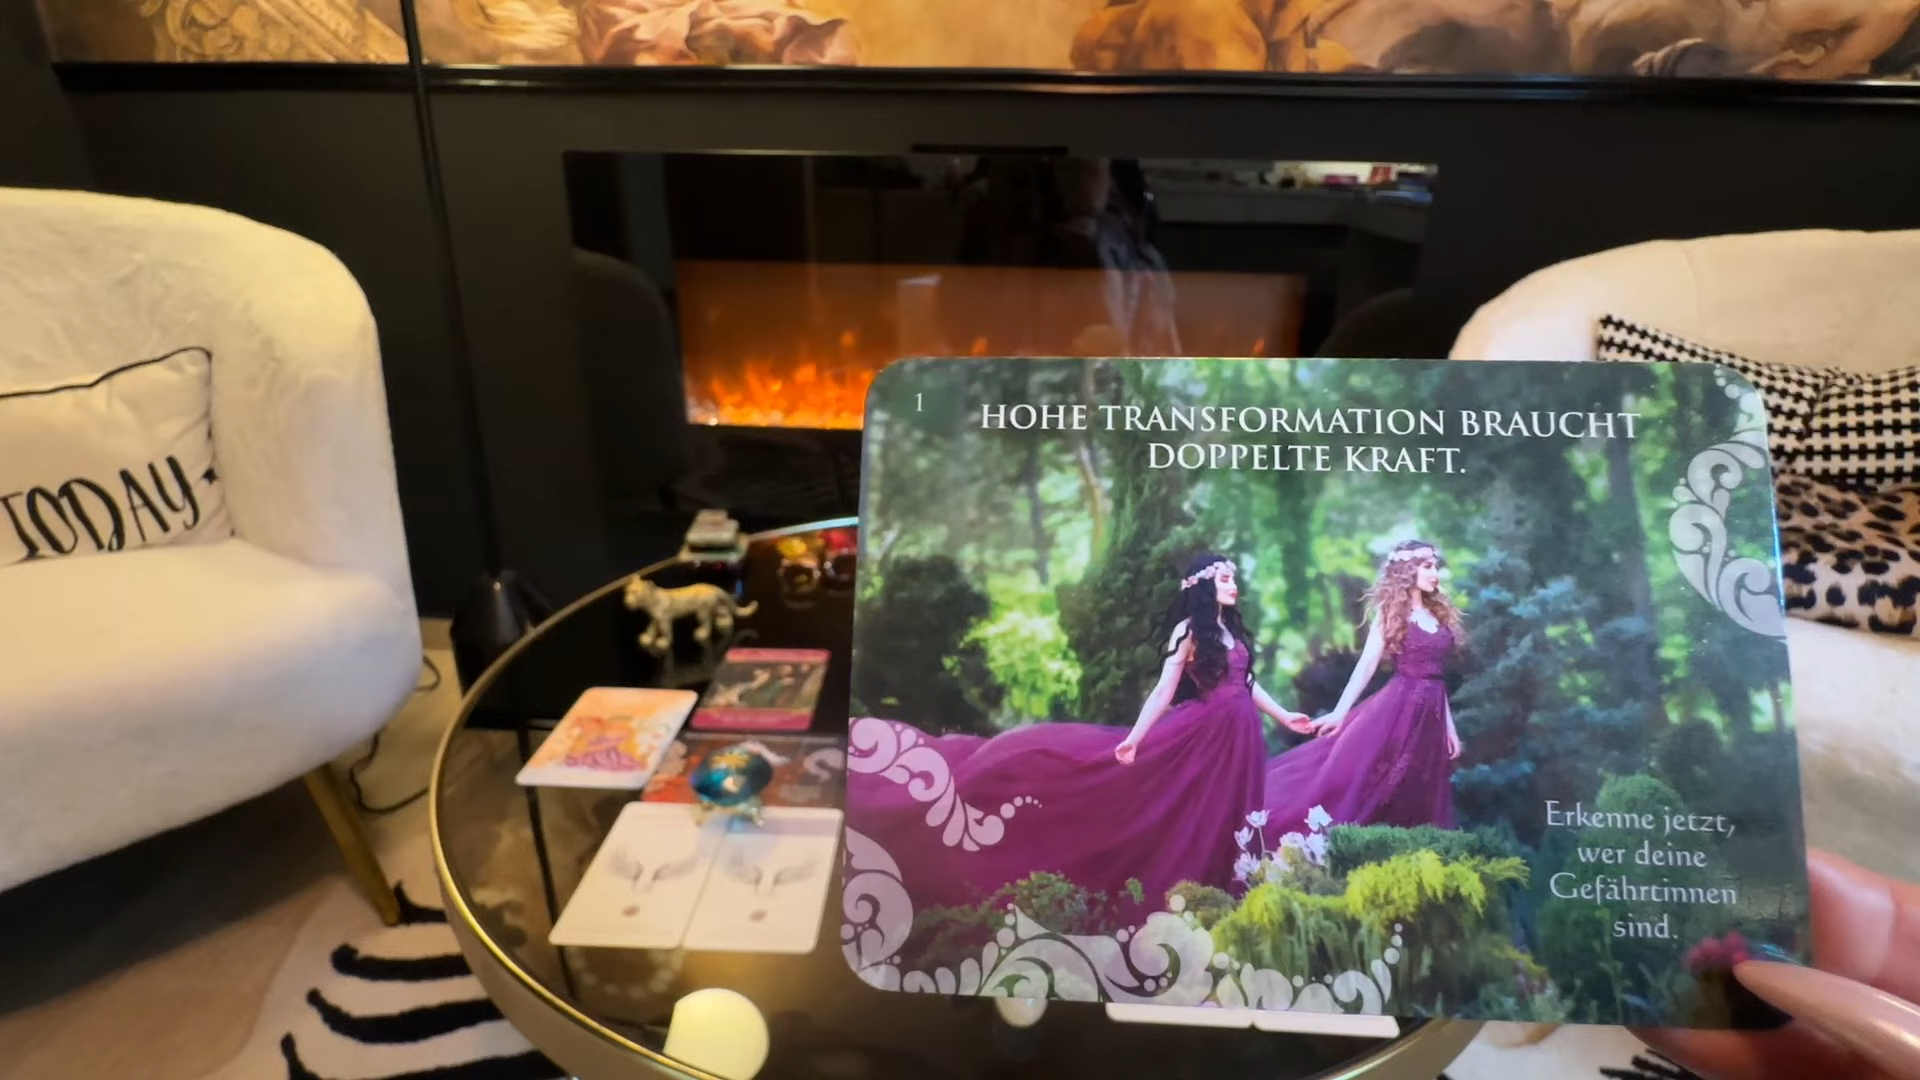 TODAY
1
HOHE TRANSFORMATION BRAUCHT
DOPPELTE KRAFT.
Erkenne jetzt,
wer deine
Gefährtinnen
sind.